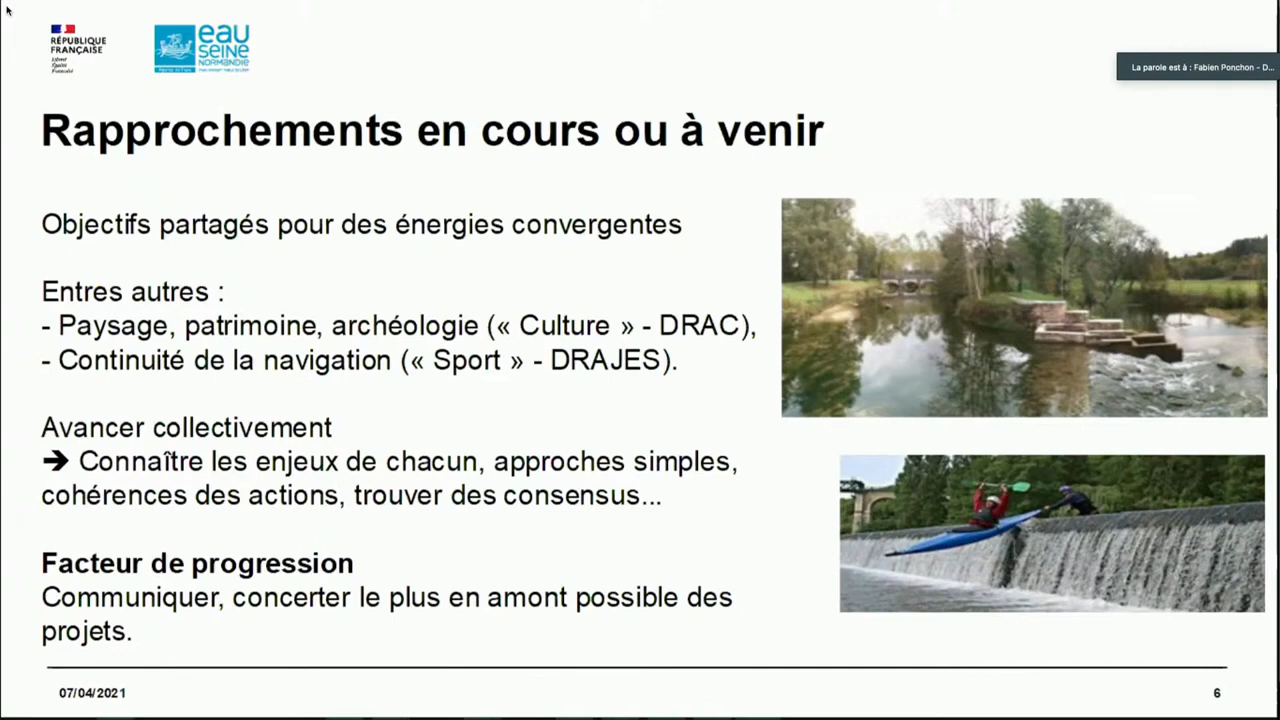 RÉPUBLIQUE
FRANÇAISE
Liberté
Égalité
Fraternité
eau
SEINE
NORMANDIE
La parole est à : Fabien Ponchon - D...
Rapprochements en cours ou à venir
Objectifs partagés pour des énergies convergentes
Entres autres :
- Paysage, patrimoine, archéologie (« Culture » - DRAC),
- Continuité de la navigation (« Sport » - DRAJES).
Avancer collectivement
➔ Connaître les enjeux de chacun, approches simples,
cohérences des actions, trouver des consensus...
Facteur de progression
Communiquer, concerter le plus en amont possible des
projets.
07/04/2021
6